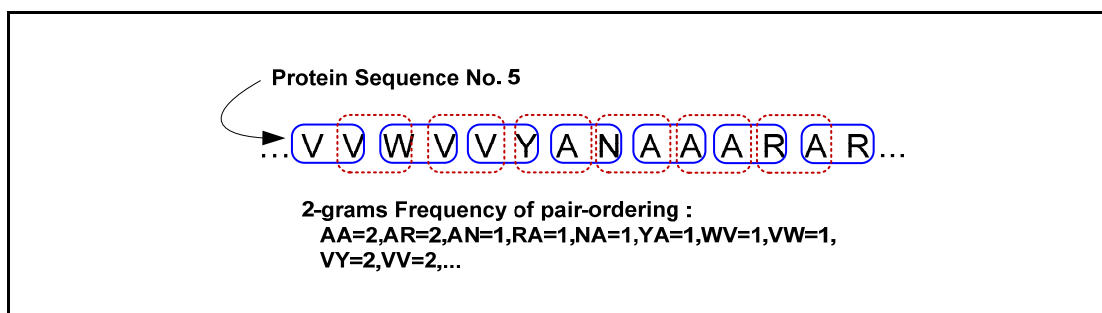 Protein Sequence No. 5
...V V W V V Y A N A A A R A R...
2-grams Frequency of pair-ordering :
AA=2,AR=2,AN=1,RA=1,NA=1,YA=1,WV=1,VW=1,
VY=2,VV=2,...